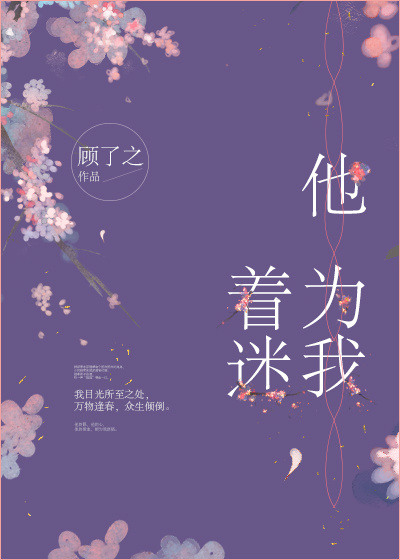 顾了之
作品
他
为我
着迷
我目光所至之处，
万物逢春，众生倾倒。